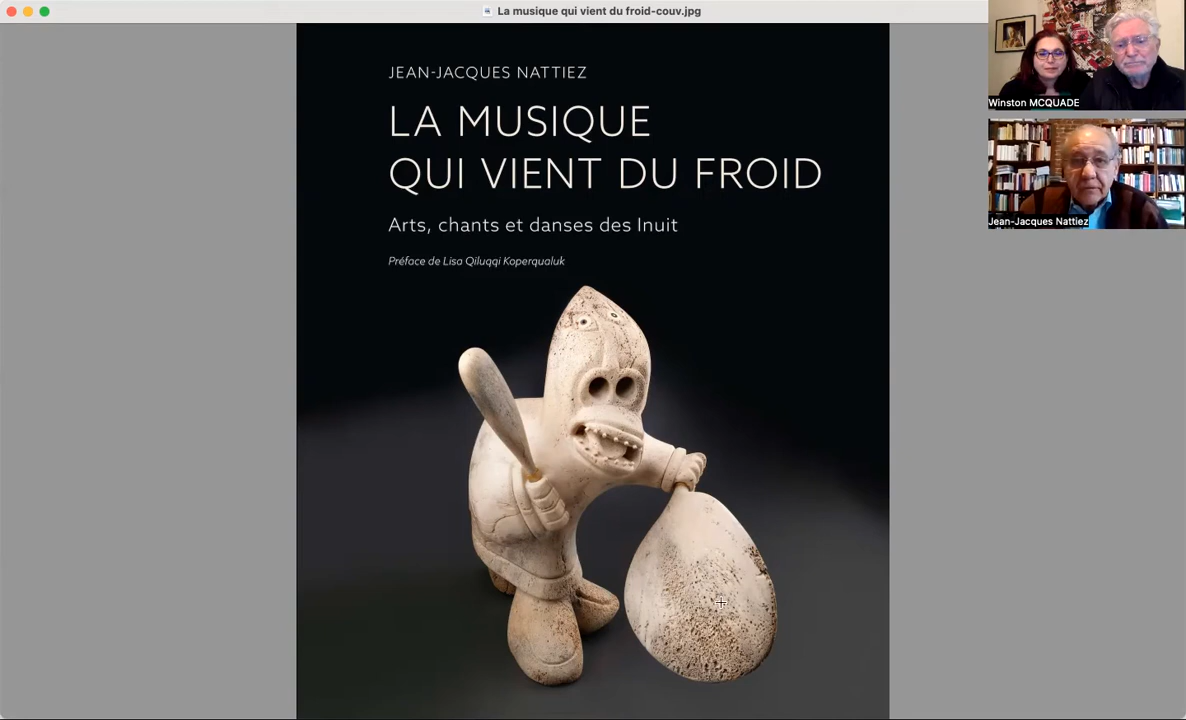 La musique qui vient du froid-couv.jpg
JEAN-JACQUES NATTIEZ
LA MUSIQUE
QUI VIENT DU FROID
Arts, chants et danses des Inuit
Préface de Lisa Qiluqqi Koperqualuk
Winston MCQUADE
Jean-Jacques Nattiez